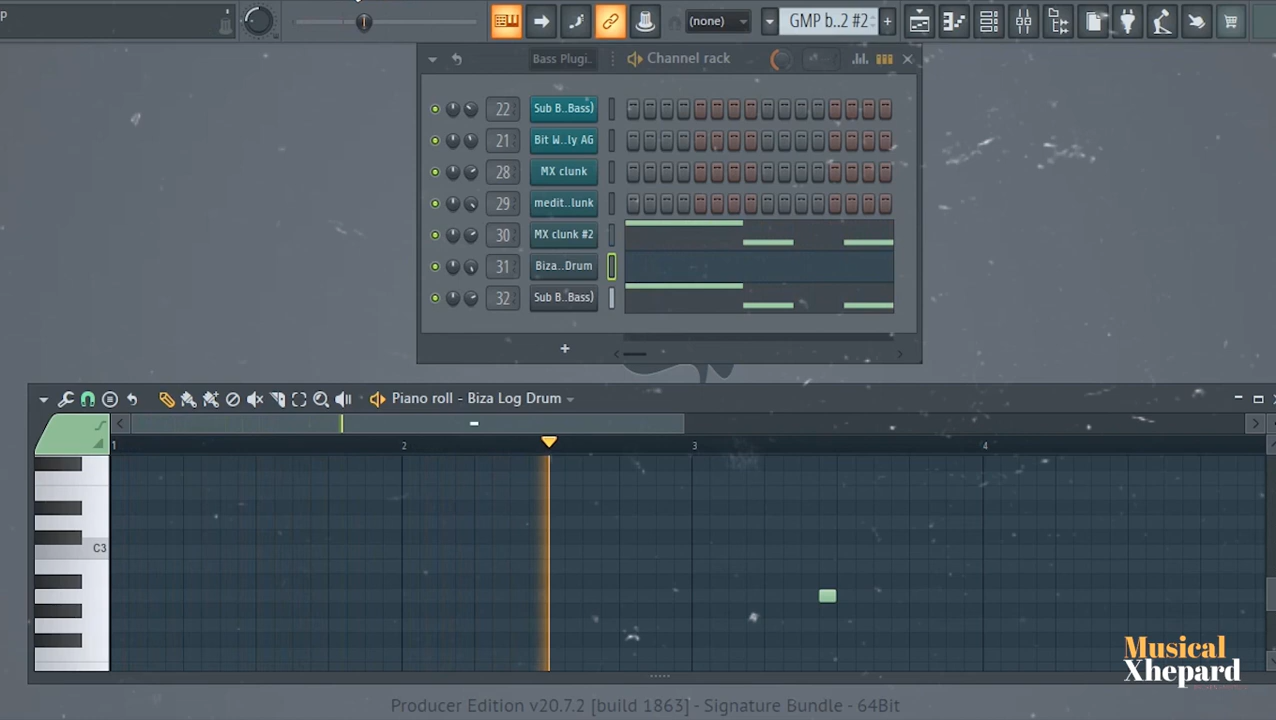 P
(none)
GMP b..2 #2
+
Bass Plugi..
Channel rack
22
Sub B..Bass)
21
Bit W..ly AG
28
MX clunk
29
medit..lunk
30
MX clunk #2
31
Biza..Drum
32
Sub B..Bass)
+
Piano roll - Biza Log Drum
1
2
3
4
C3
Musical
Xhepard
Producer Edition v20.7.2 [build 1863] - Signature Bundle - 64Bit